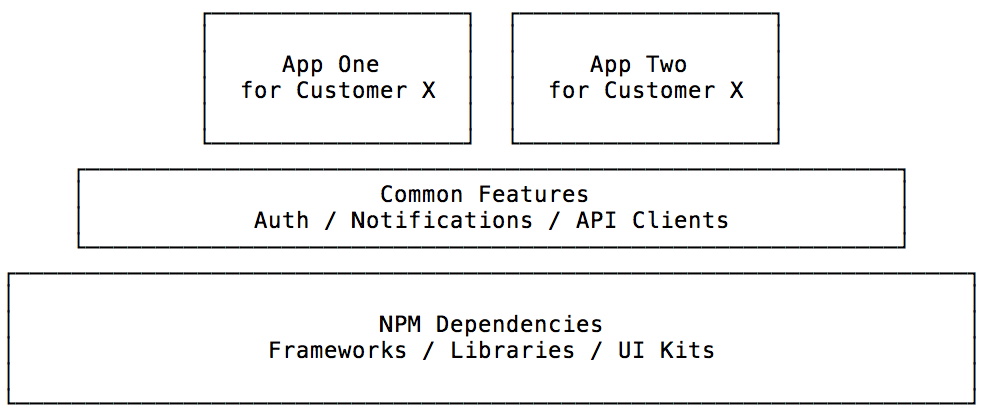 App One
for Customer X
App Two
for Customer X
Common Features
Auth / Notifications / API Clients
NPM Dependencies
Frameworks / Libraries / UI Kits